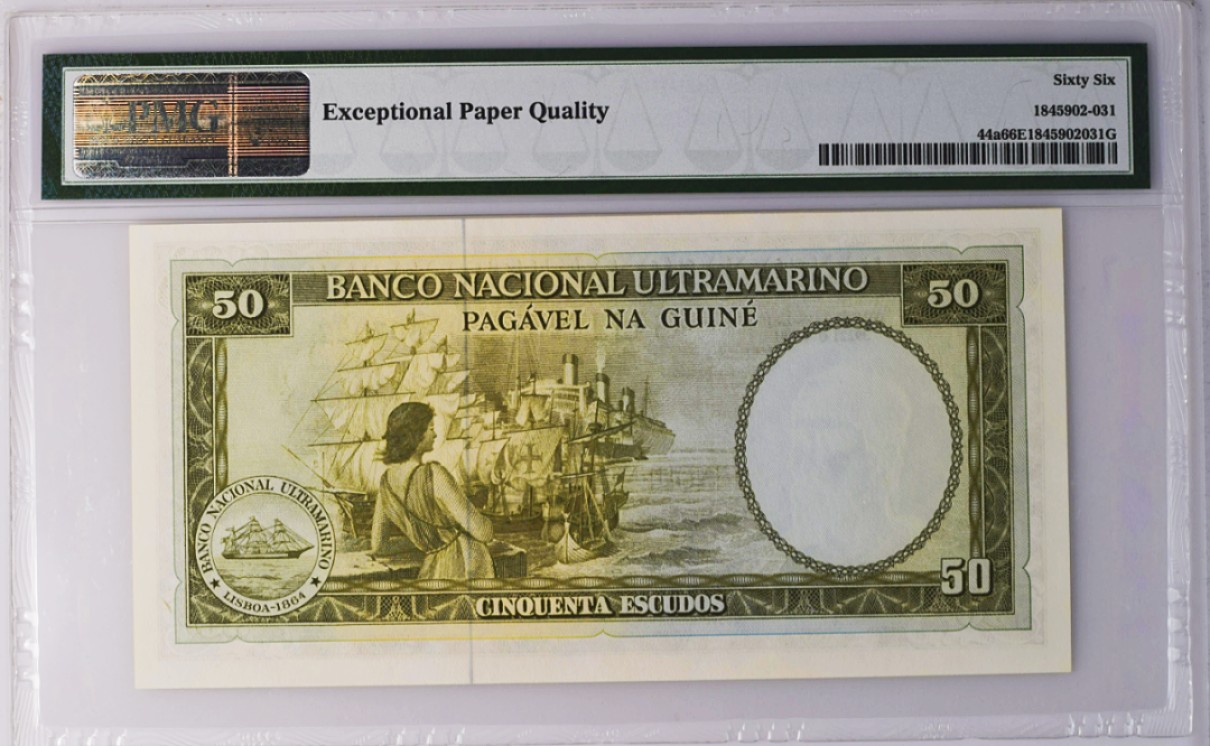 PMG
Exceptional Paper Quality
Sixty Six
1845902-031
44a66E1845902031G
50
BANCO NACIONAL ULTRAMARINO
50
PAGÁVEL NA GUINÉ
BANCO NACIONAL ULTRAMARINO
LISBOA-1864
CINQUENTA ESCUDOS
50